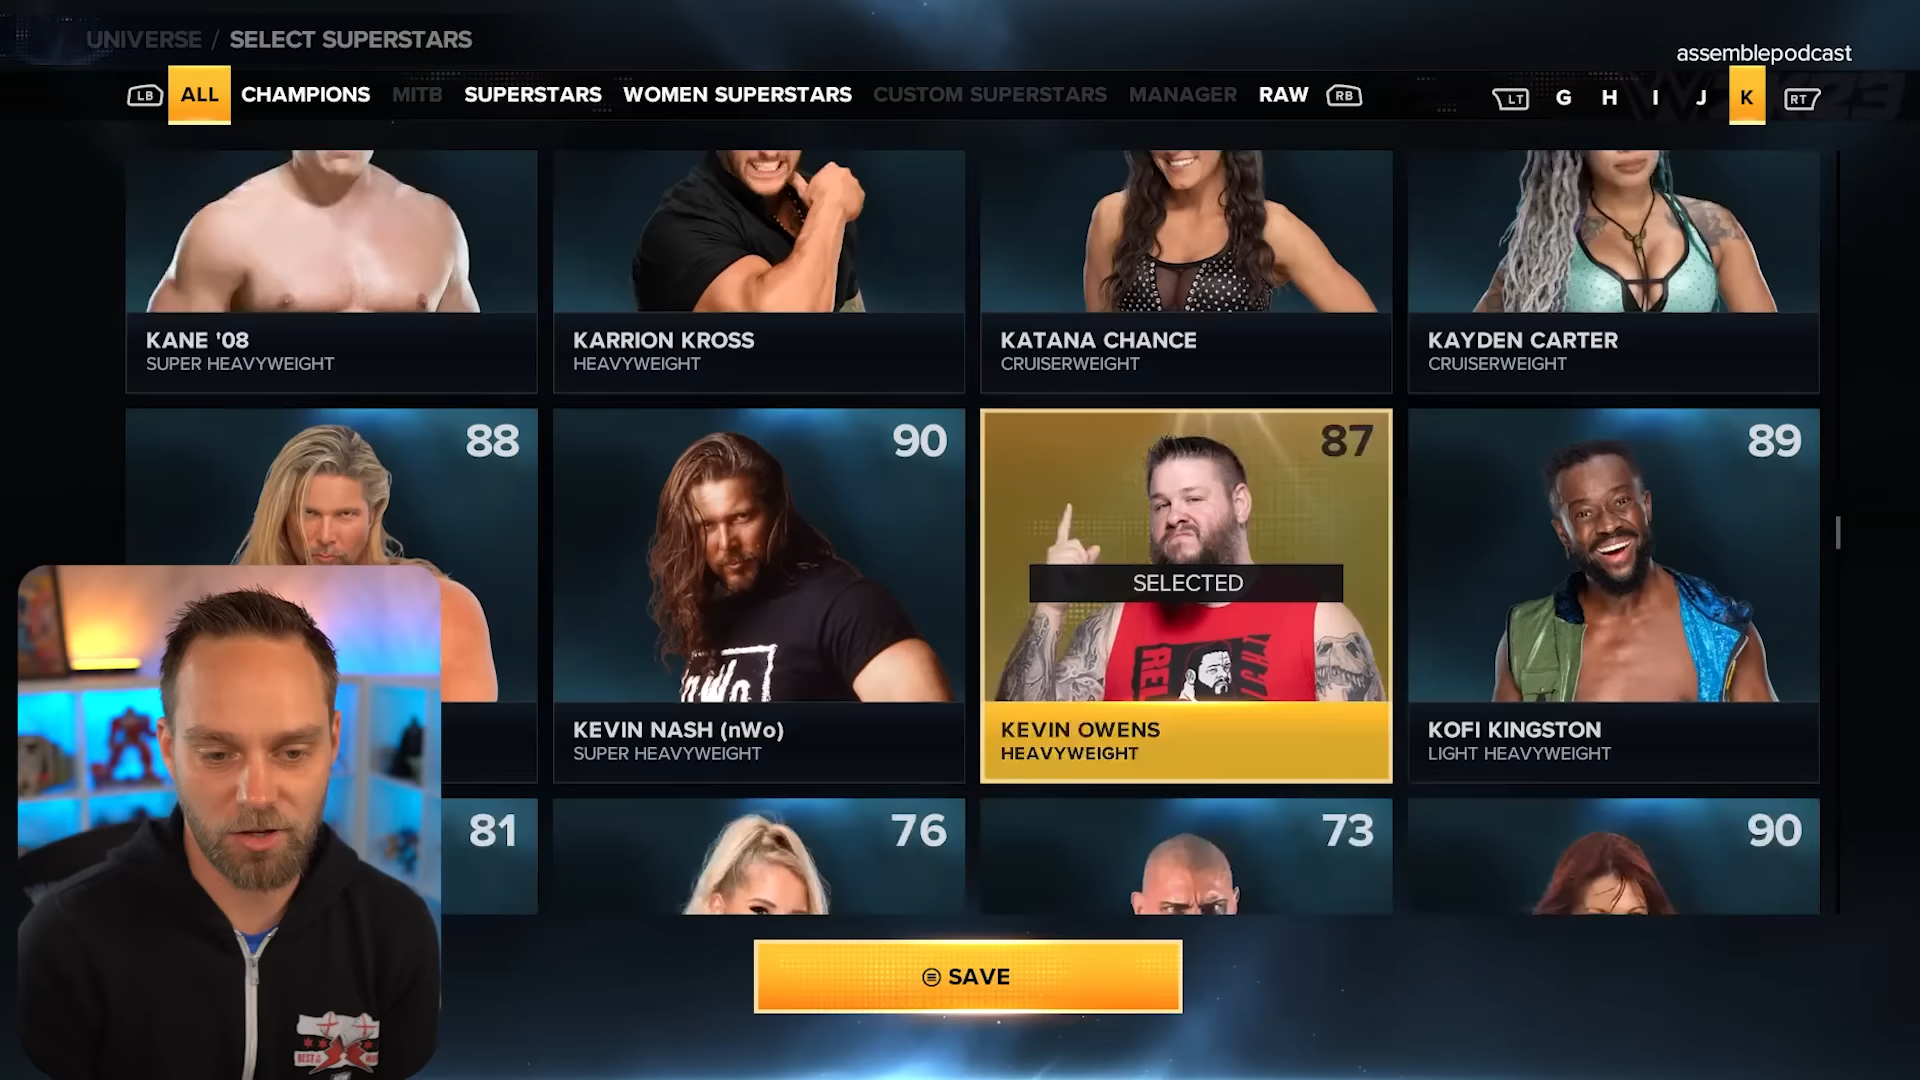 UNIVERSE / SELECT SUPERSTARS
assemblepodcast
LB ALL CHAMPIONS MITB SUPERSTARS WOMEN SUPERSTARS CUSTOM SUPERSTARS MANAGER RAW RB LT G H I J K RT
KANE '08
SUPER HEAVYWEIGHT
KARRION KROSS
HEAVYWEIGHT
KATANA CHANCE
CRUISERWEIGHT
KAYDEN CARTER
CRUISERWEIGHT
88
90
nWo
KEVIN NASH (nWo)
SUPER HEAVYWEIGHT
87
SELECTED
KEVIN OWENS
HEAVYWEIGHT
89
KOFI KINGSTON
LIGHT HEAVYWEIGHT
81
76
73
90
SAVE